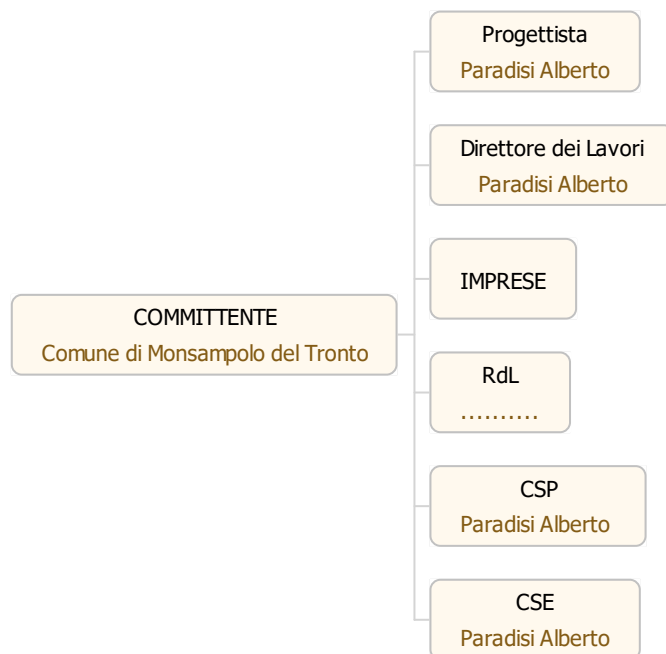 Progettista
Paradisi Alberto
Direttore dei Lavori
Paradisi Alberto
IMPRESE
COMMITTENTE
Comune di Monsampolo del Tronto
RdL
..........
CSP
Paradisi Alberto
CSE
Paradisi Alberto